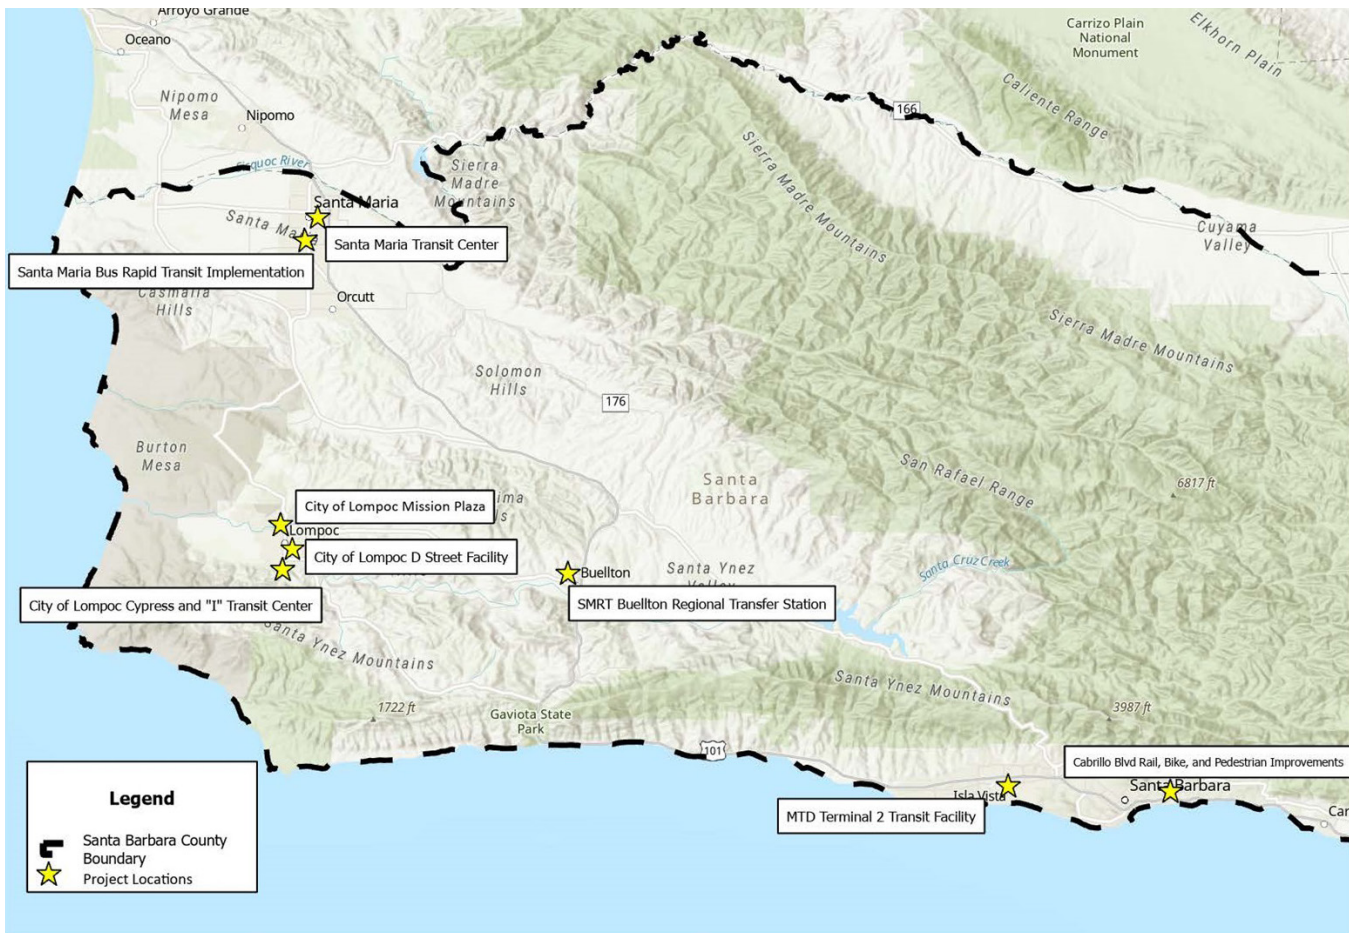 Arroyo Grande
Oceano
Carrizo Plain
National
Monument
Elkhorn Plain
Nipomo
Mesa
Nipomo
166
Caliente Range
Sisquoc River
Sierra
Madre
Mountains
Sierra Madre Mountains
Santa Maria
Santa Maria
Santa Maria Transit Center
Cuyama
Valley
Santa Maria Bus Rapid Transit Implementation
Casmalia
Hills
Orcutt
Sierra Madre Mountains
Solomon
Hills
176
Burton
Mesa
San Rafael Range
6817 ft
Santa
Barbara
City of Lompoc Mission Plaza
Lompoc
City of Lompoc D Street Facility
Santa Cruz Creek
Buellton
Santa Ynez
SMRT Buellton Regional Transfer Station
City of Lompoc Cypress and "I" Transit Center
Santa Ynez Mountains
Santa Ynez Mountains
1722 ft
Gaviota State
Park
3987 ft
101
Cabrillo Blvd Rail, Bike, and Pedestrian Improvements
Isla Vista
Santa Barbara
MTD Terminal 2 Transit Facility
Car
Legend
Santa Barbara County
Boundary
Project Locations